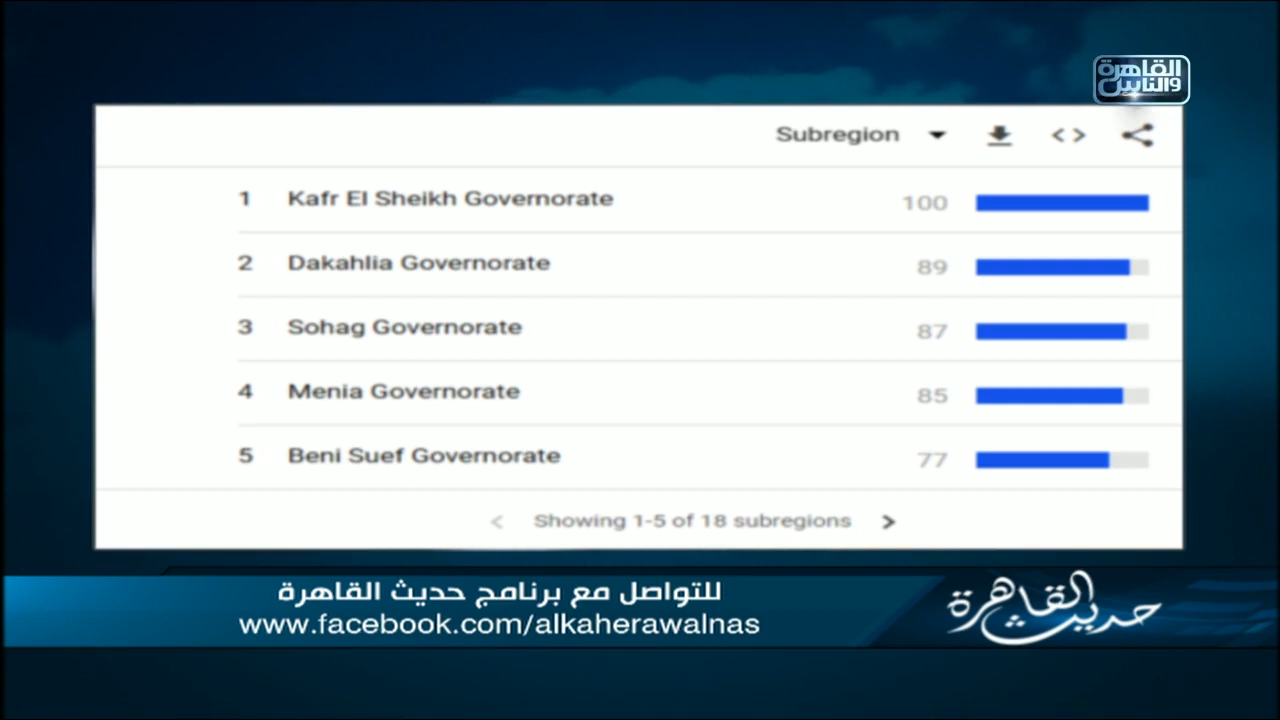 القاهرة
والناس
Subregion
1 Kafr El Sheikh Governorate 100
2 Dakahlia Governorate 89
3 Sohag Governorate 87
4 Menia Governorate 85
5 Beni Suef Governorate 77
Showing 1-5 of 18 subregions
للتواصل مع برنامج حديث القاهرة
www.facebook.com/alkaherawalnas
حديث القاهرة